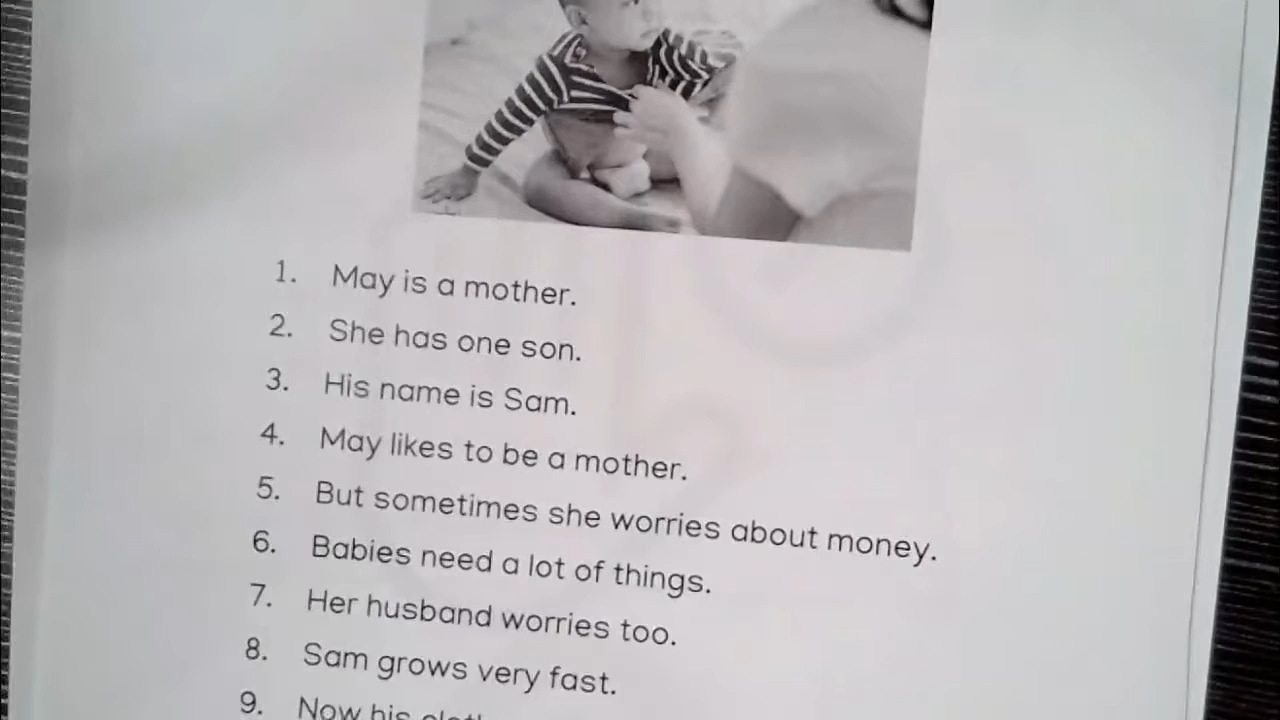 1. May is a mother.
2. She has one son.
3. His name is Sam.
4. May likes to be a mother.
5. But sometimes she worries about money.
6. Babies need a lot of things.
7. Her husband worries too.
8. Sam grows very fast.
9. Now his